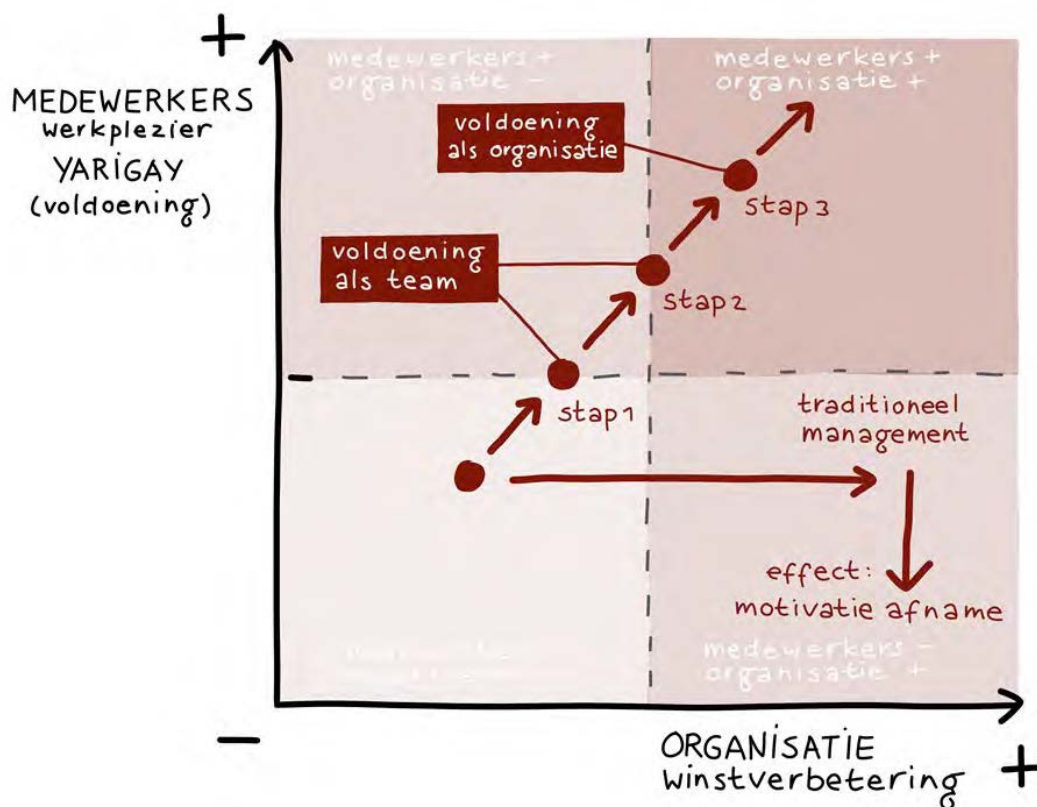 +
medewerkers +
organisatie -
medewerkers +
organisatie +
MEDEWERKERS
werkplezier
YARIGAY
(voldoening)
voldoening
als organisatie
stap 3
voldoening
als team
stap 2
stap 1
traditioneel
management
effect:
motivatie afname
medewerkers -
organisatie +
-
ORGANISATIE
winstverbetering
+